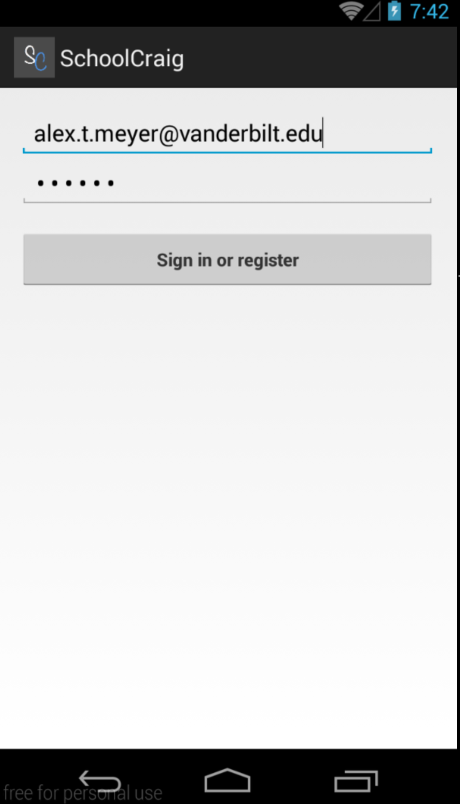 7:42
SC SchoolCraig
alex.t.meyer@vanderbilt.edu
••••••
Sign in or register
free for personal use